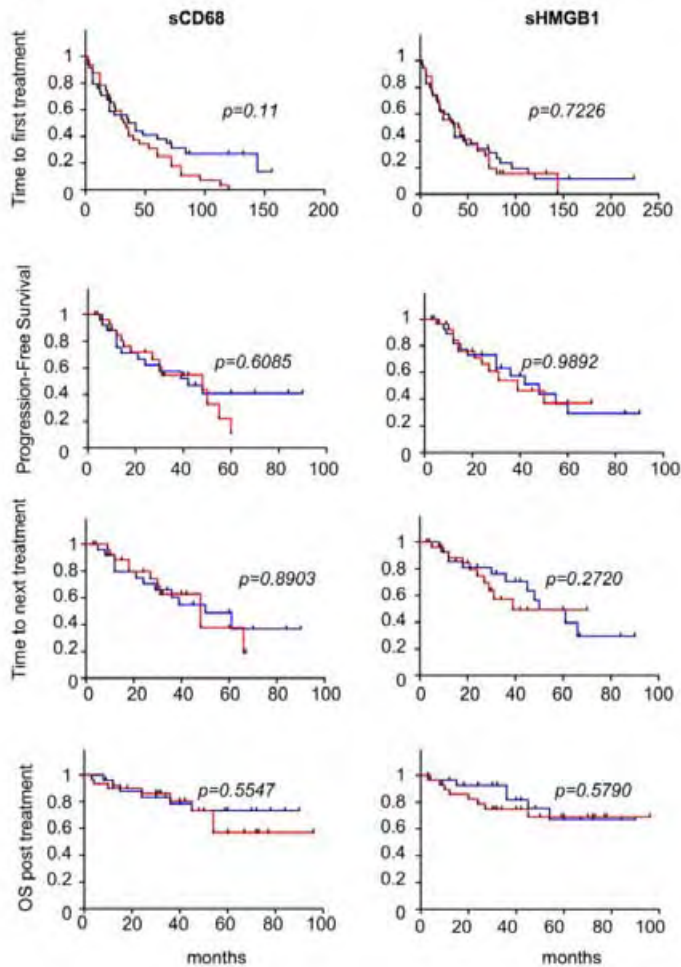 sCD68 sHMGB1
Time to first treatment
1
0.8
0.6
0.4
0.2
0
p=0.11
0 50 100 150 200
1
0.8
0.6
0.4
0.2
0
p=0.7226
0 50 100 150 200 250
Progression-Free Survival
1
0.8
0.6
0.4
0.2
p=0.6085
0 20 40 60 80 100
1
0.8
0.6
0.4
0.2
0
p=0.9892
0 20 40 60 80 100
Time to next treatment
1
0.8
0.6
0.4
0.2
p=0.8903
0 20 40 60 80 100
1
0.8
0.6
0.4
0.2
p=0.2720
0 20 40 60 80 100
OS post treatment
1
0.8
0.6
0.4
0.2
0
p=0.5547
0 20 40 60 80 100
months
1
0.8
0.6
0.4
0.2
0
p=0.5790
0 20 40 60 80 100
months